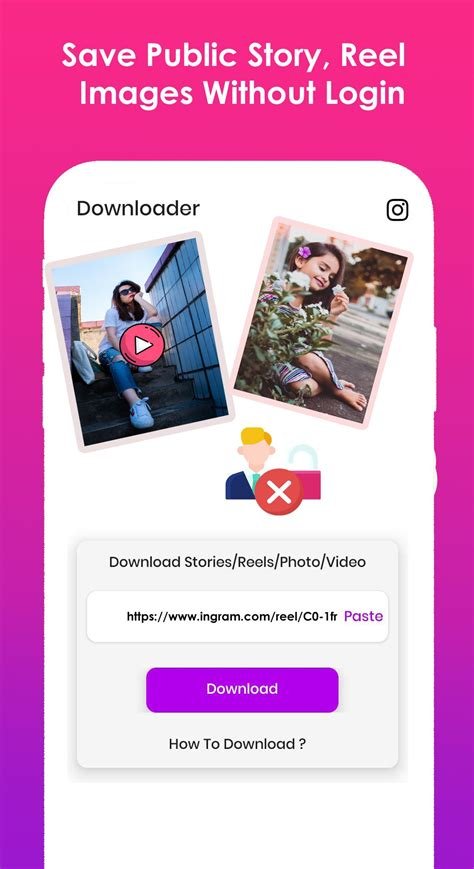 Save Public Story, Reel
Images Without Login
Downloader
Download Stories/Reels/Photo/Video
https://www.ingram.com/reel/C0-1fr Paste
Download
How To Download ?